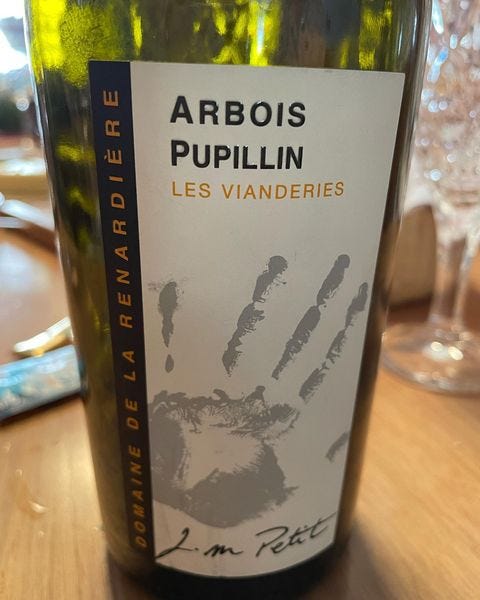 DOMAINE DE LA RENARDIÈRE
ARBOIS
PUPILLIN
LES VIANDERIES
J-M Petit